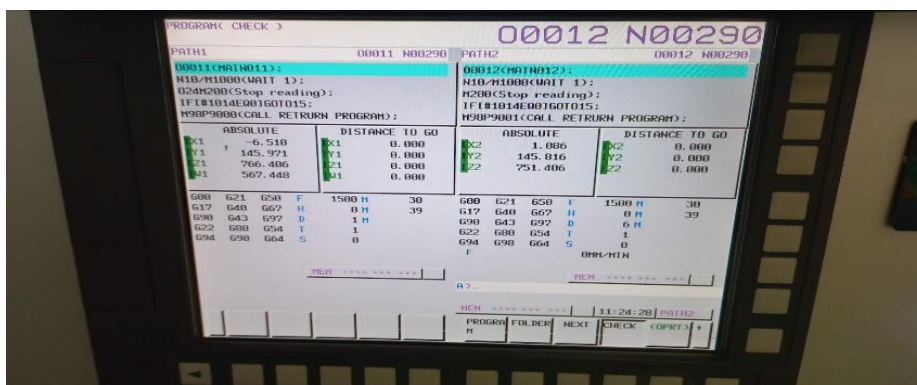 PROGRAM( CHECK )
O0012 N00290
PATH1 O0011 N00290
O0011(MAIN011);
N10/M1000(WAIT 1);
O24M200(Stop reading);
IF[#1014EQ0]GOTO15;
M98P9000(CALL RETRURN PROGRAM);
ABSOLUTE DISTANCE TO GO
X1 -6.510 X1 0.000
Y1 145.971 Y1 0.000
Z1 766.406 Z1 0.000
W1 567.448 W1 0.000
G00 G21 G50 F 1500 M 30
G17 G40 G67 H 0 M 39
G90 G43 G97 D 1 M
G22 G80 G54 T 1
G94 G98 G64 S 0
MEM **** *** ***
PATH2 O0012 N00290
O0012(MAIN012);
N10/M1000(WAIT 1);
M200(Stop reading);
IF[#1014EQ0]GOTO15;
M98P9001(CALL RETRURN PROGRAM);
ABSOLUTE DISTANCE TO GO
X2 1.086 X2 0.000
Y2 145.816 Y2 0.000
Z2 751.406 Z2 0.000
G00 G21 G50 F 1500 M 30
G17 G40 G67 H 0 M 39
G90 G43 G97 D 6 M
G22 G80 G54 T 1
G94 G98 G64 S 0
F 0MM/MIN
MEM **** *** ***
A>_
MEM **** *** *** 11:24:28 PATH2
PROGRA
M
FOLDER NEXT CHECK (OPRT) +